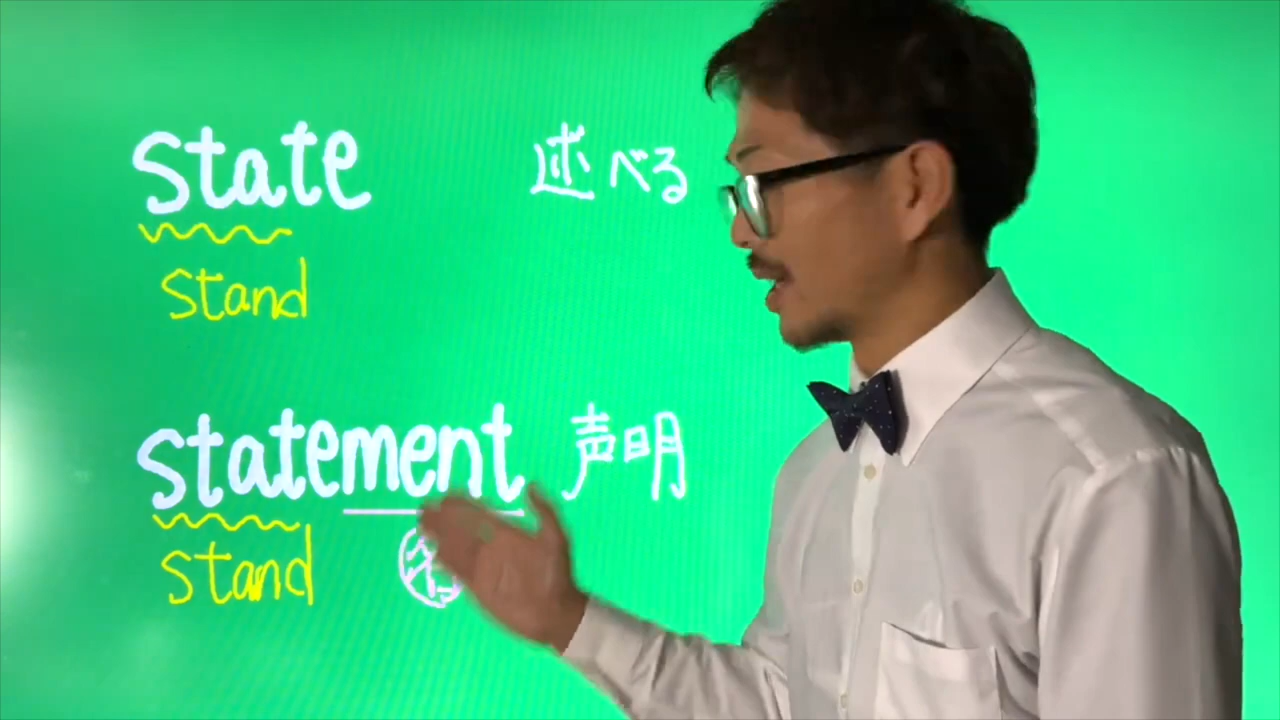 state 述べる
stand
statement 声明
stand